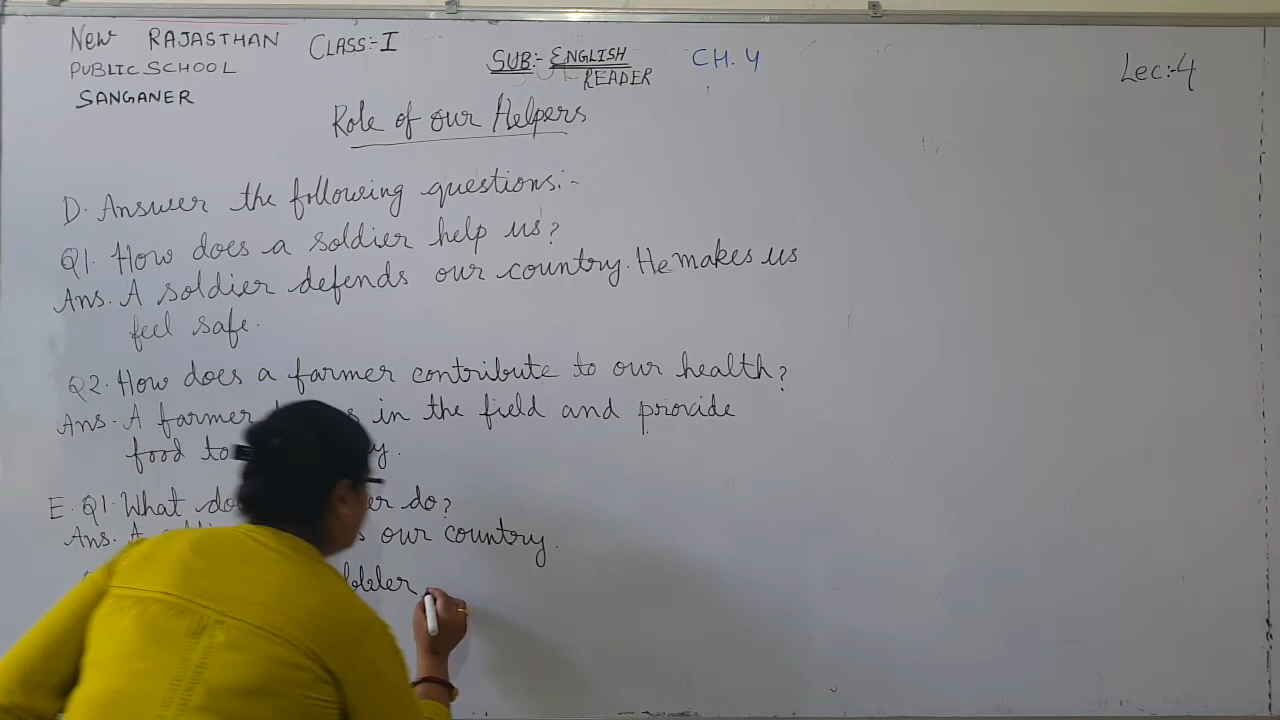 New RAJASTHAN
PUBLIC SCHOOL
SANGANER
CLASS:-I
SUB:- ENGLISH
READER
CH. 4
Lec:-4
Role of our Helpers
D. Answer the following questions:-
Q1. How does a soldier help us?
Ans. A soldier defends our country. He makes us
feel safe.
Q2. How does a farmer contribute to our health?
Ans. A farmer in the field and provide
food to
E. Q1. What do?
Ans. A our country.